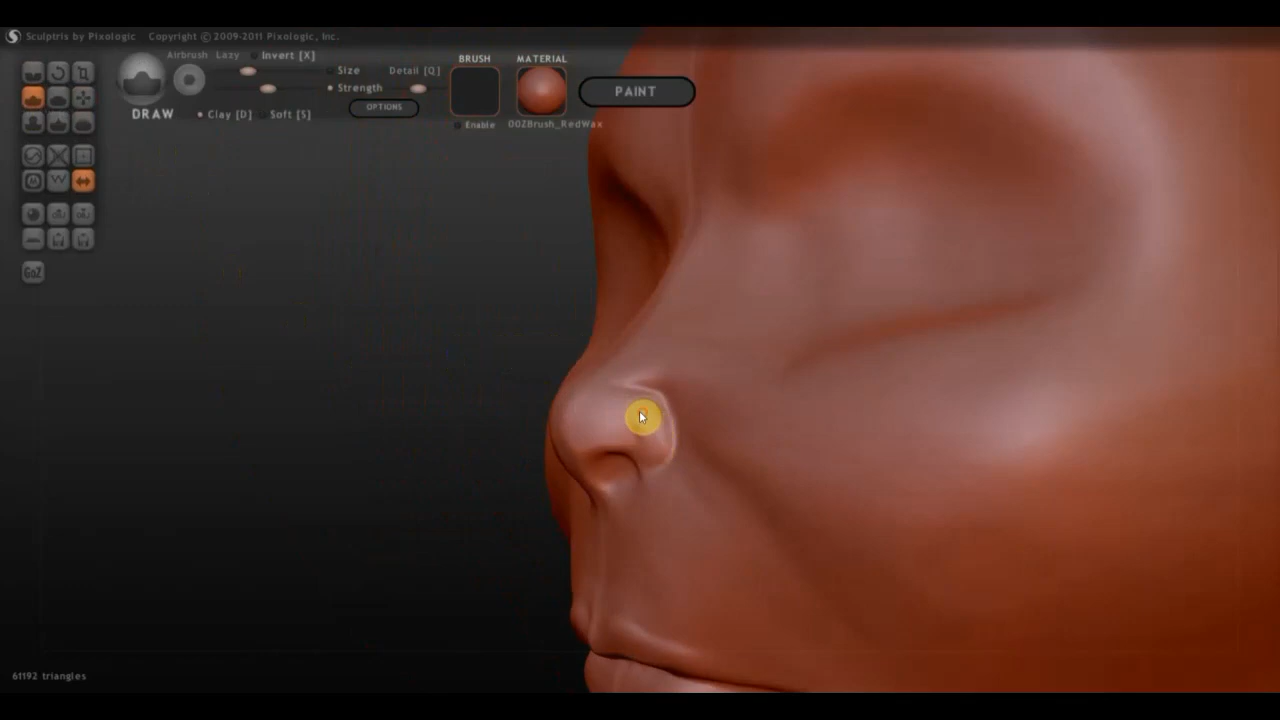 Sculptris by Pixologic Copyright © 2009-2011 Pixologic, Inc.
Airbrush Lazy Invert [X]
Size Detail [Q]
Strength
OPTIONS
DRAW
Clay [D] Soft [S]
BRUSH
Enable
MATERIAL
00ZBrush_RedWax
PAINT
GoZ
61192 triangles